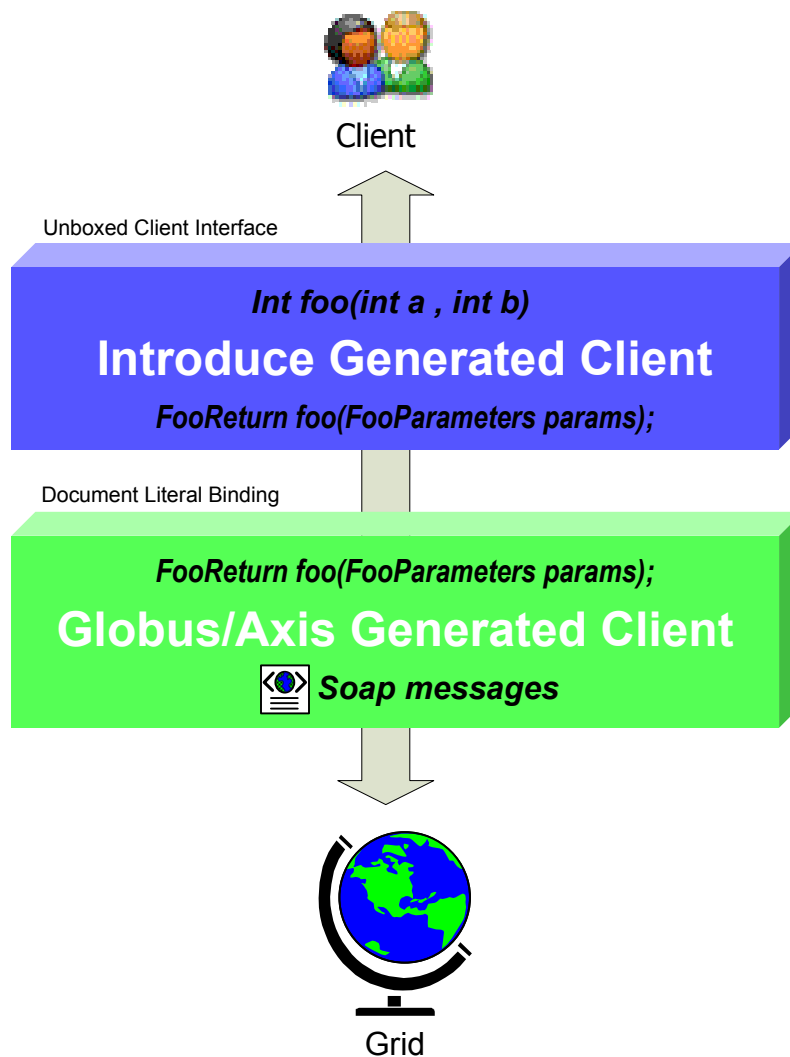 Client
Unboxed Client Interface
Int foo(int a , int b)
Introduce Generated Client
FooReturn foo(FooParameters params);
Document Literal Binding
FooReturn foo(FooParameters params);
Globus/Axis Generated Client
Soap messages
Grid